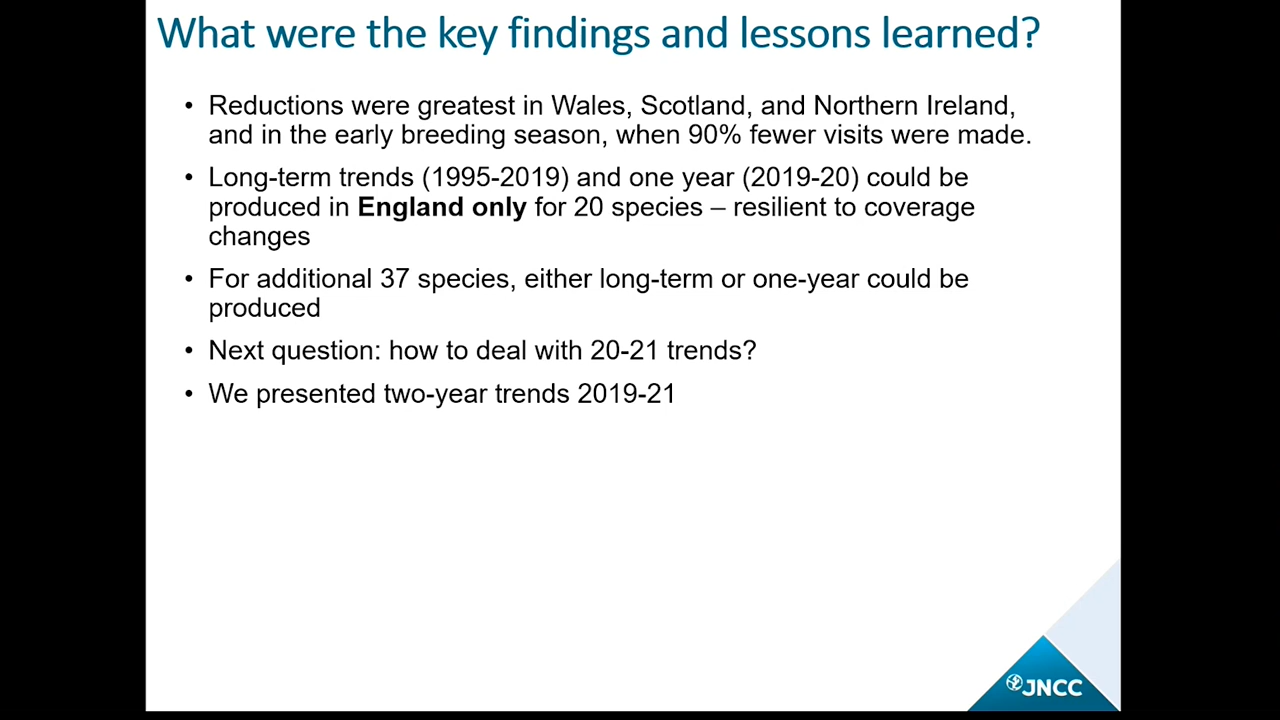 What were the key findings and lessons learned?
• Reductions were greatest in Wales, Scotland, and Northern Ireland,
and in the early breeding season, when 90% fewer visits were made.
• Long-term trends (1995-2019) and one year (2019-20) could be
produced in England only for 20 species – resilient to coverage
changes
• For additional 37 species, either long-term or one-year could be
produced
• Next question: how to deal with 20-21 trends?
• We presented two-year trends 2019-21
JNCC